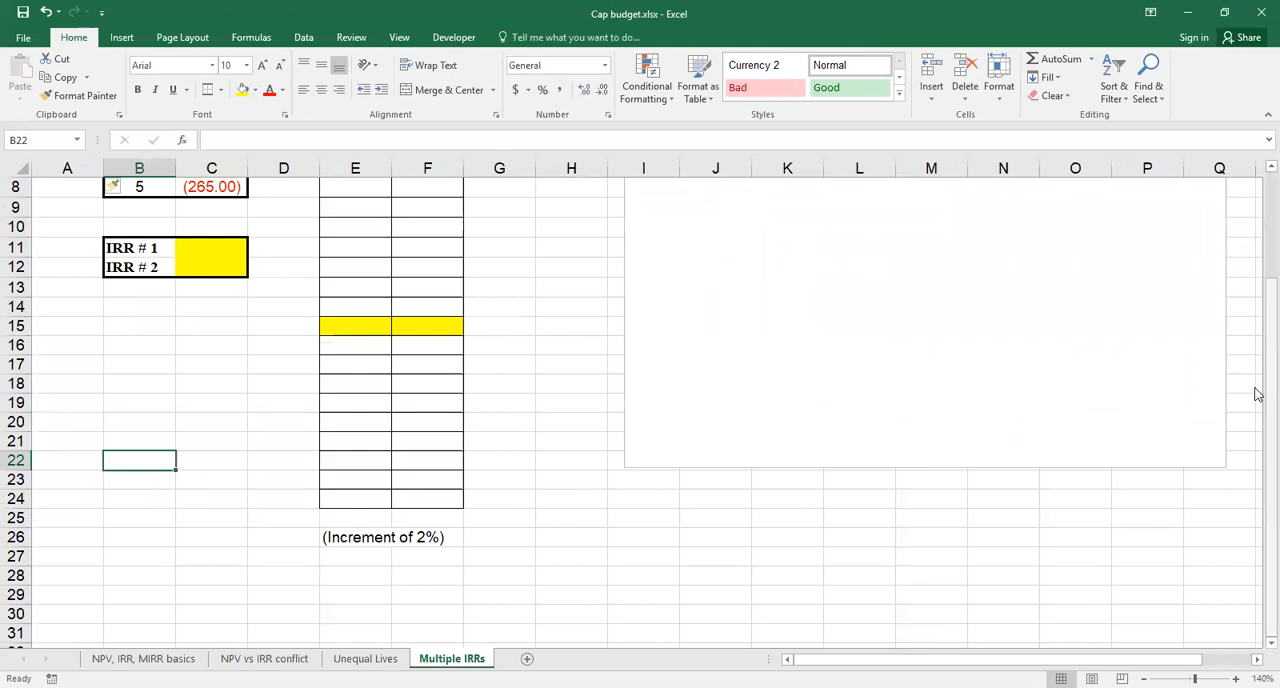 Cap budget.xlsx - Excel
File Home Insert Page Layout Formulas Data Review View Developer Tell me what you want to do... Sign in Share
Paste Cut Arial 10 Wrap Text General Currency 2 Normal Conditional Formatting Format as Table Insert Delete Format AutoSum Sort & Filter Find & Select
Copy Fill
Format Painter B I U Merge & Center $ % , Bad Good Clear
Clipboard Font Alignment Number Styles Cells Editing
B22 fx
A B C D E F G H I J K L M N O P Q
8 5 (265.00)
9
10
11 IRR # 1
12 IRR # 2
13
14
15
16
17
18
19
20
21
22
23
24
25
26 (Increment of 2%)
27
28
29
30
31
NPV, IRR, MIRR basics NPV vs IRR conflict Unequal Lives Multiple IRRs
Ready 140%